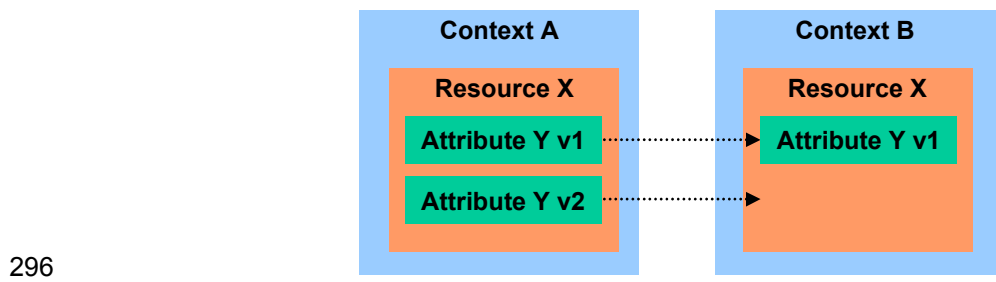 Context A
Context B
Resource X
Resource X
Attribute Y v1
Attribute Y v1
Attribute Y v2
296